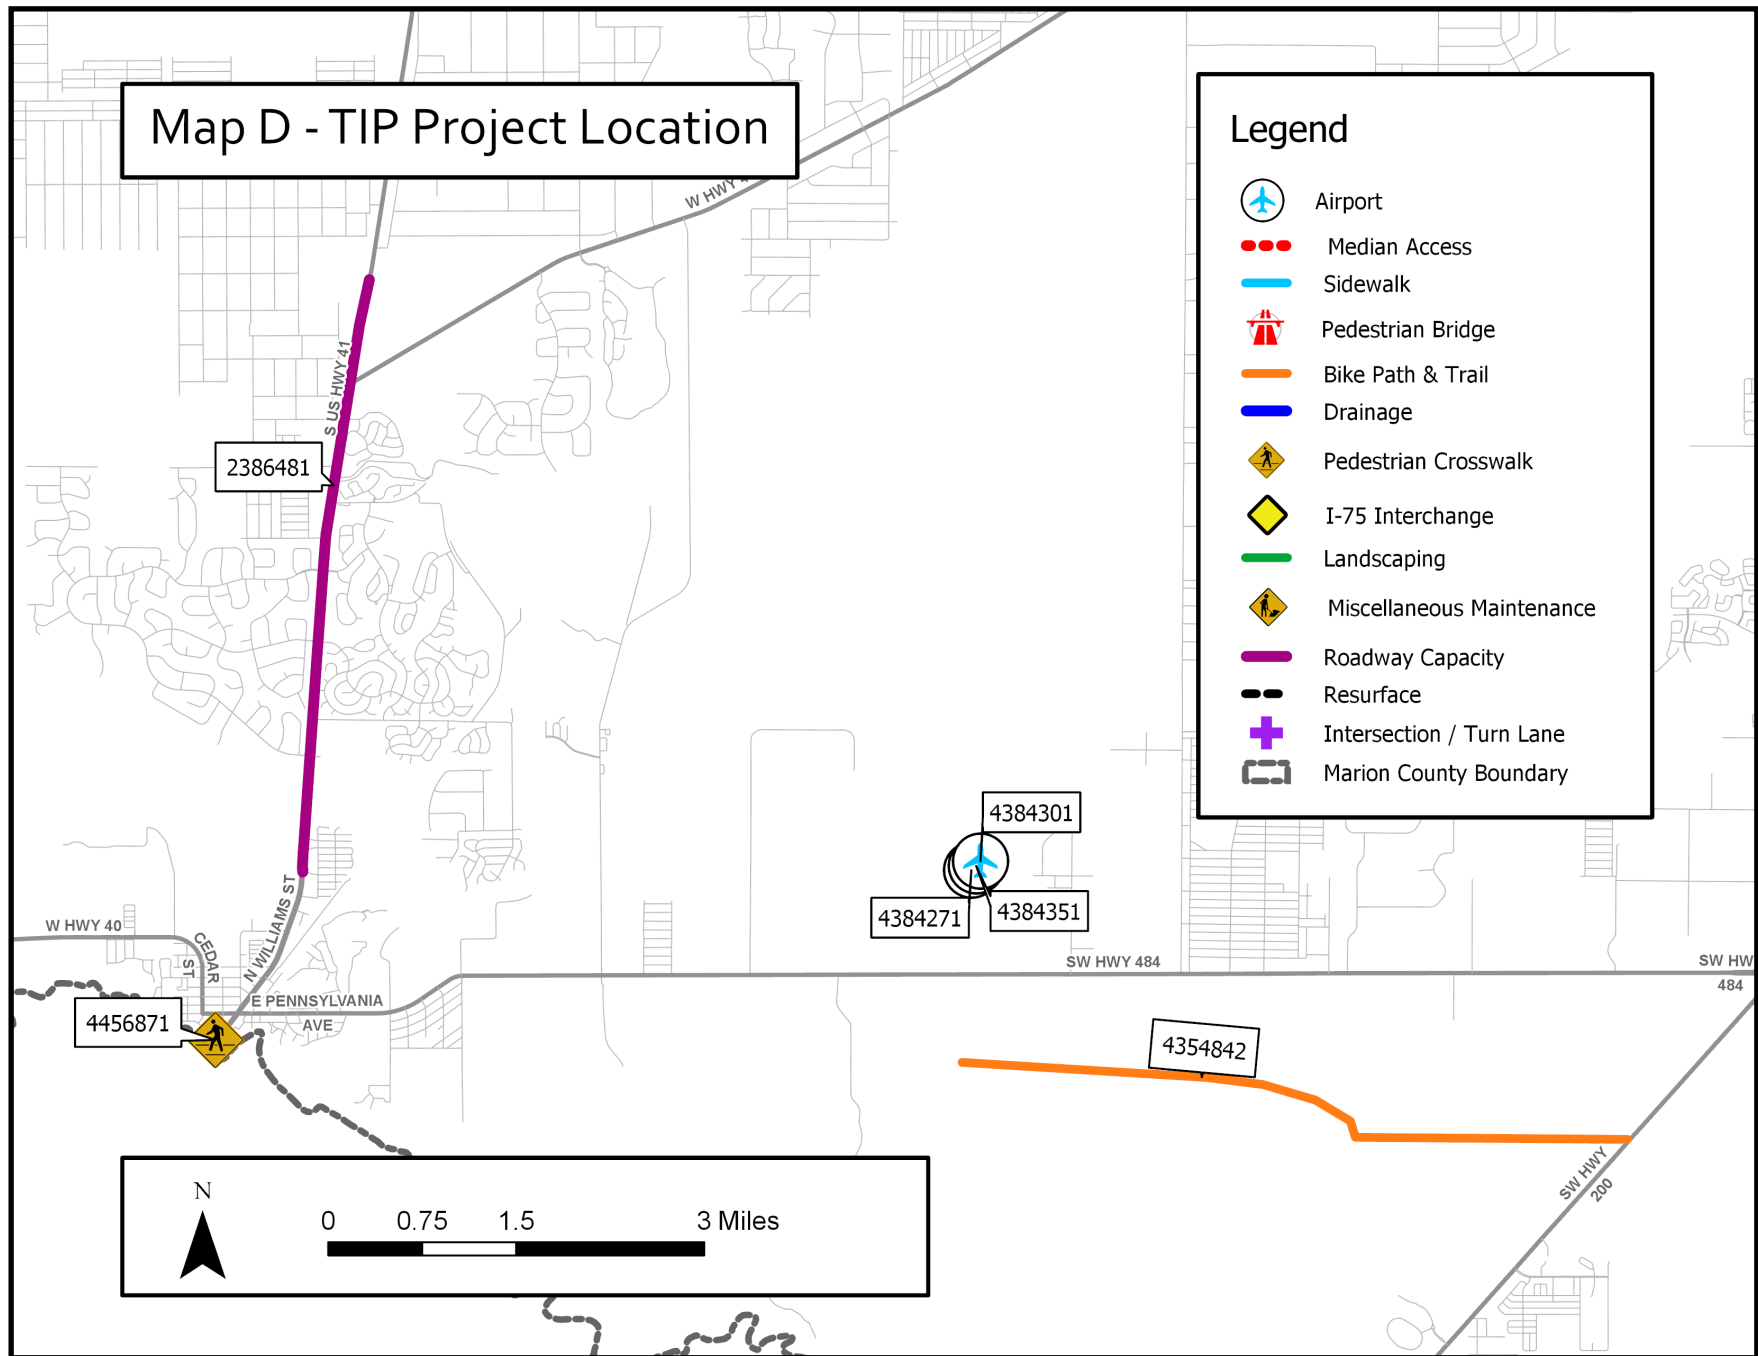 Map D - TIP Project Location
W HWY
S US HWY 41
2386481
Legend
Airport
Median Access
Sidewalk
Pedestrian Bridge
Bike Path & Trail
Drainage
Pedestrian Crosswalk
I-75 Interchange
Landscaping
Miscellaneous Maintenance
Roadway Capacity
Resurface
Intersection / Turn Lane
Marion County Boundary
4384301
4384271
4384351
W HWY 40
CEDAR
ST
N WILLIAMS ST
E PENNSYLVANIA
AVE
4456871
SW HWY 484
SW HW
484
4354842
SW HWY
200
N
0 0.75 1.5 3 Miles